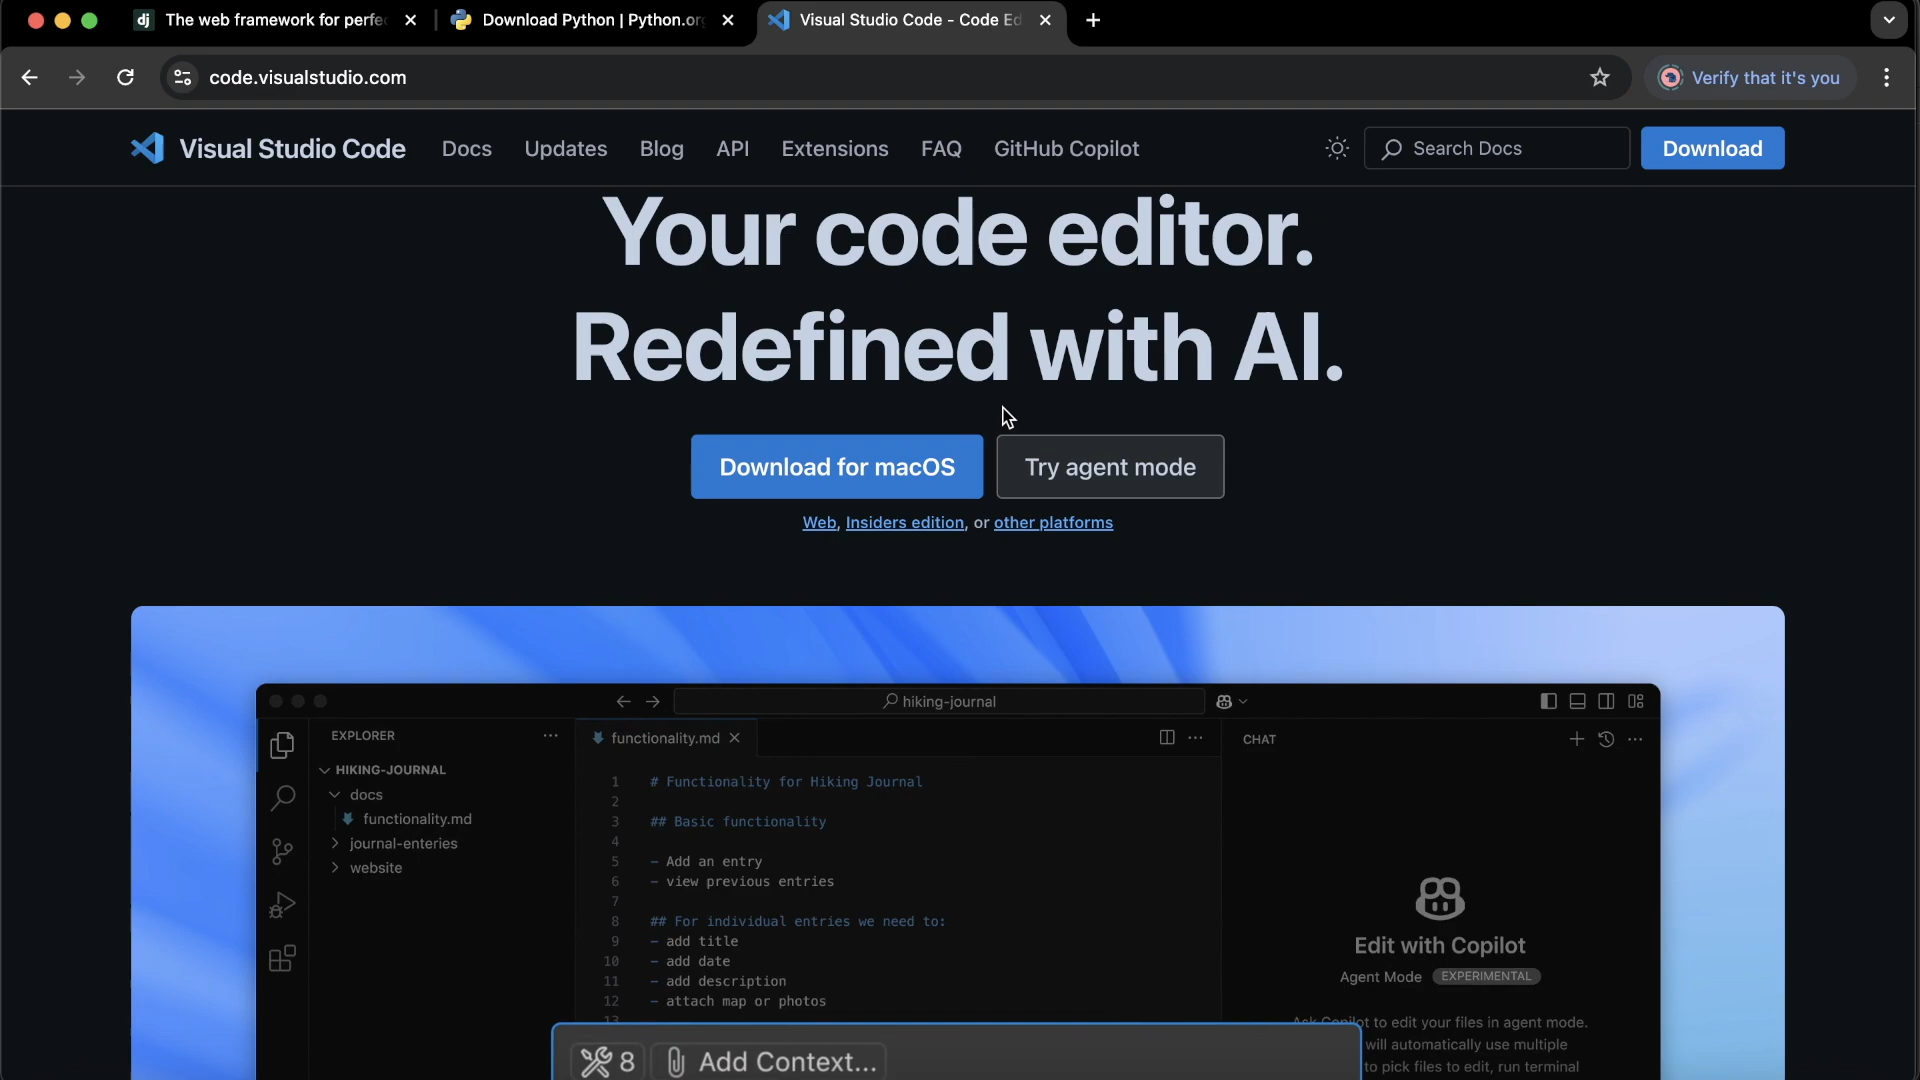 dj The web framework for perfe
Download Python | Python.or
Visual Studio Code - Code Ed
code.visualstudio.com
Verify that it's you
Visual Studio Code
Docs
Updates
Blog
API
Extensions
FAQ
GitHub Copilot
Search Docs
Download
Your code editor.
Redefined with AI.
Download for macOS
Try agent mode
Web, Insiders edition, or other platforms
hiking-journal
EXPLORER
functionality.md
CHAT
HIKING-JOURNAL
docs
functionality.md
journal-enteries
website
1 # Functionality for Hiking Journal
2
3 ## Basic functionality
4
5 - Add an entry
6 - view previous entries
7
8 ## For individual entries we need to:
9 - add title
10 - add date
11 - add description
12 - attach map or photos
13
Edit with Copilot
Agent Mode EXPERIMENTAL
Ask Copilot to edit your files in agent mode.
will automatically use multiple
to pick files to edit, run terminal
8 Add Context...